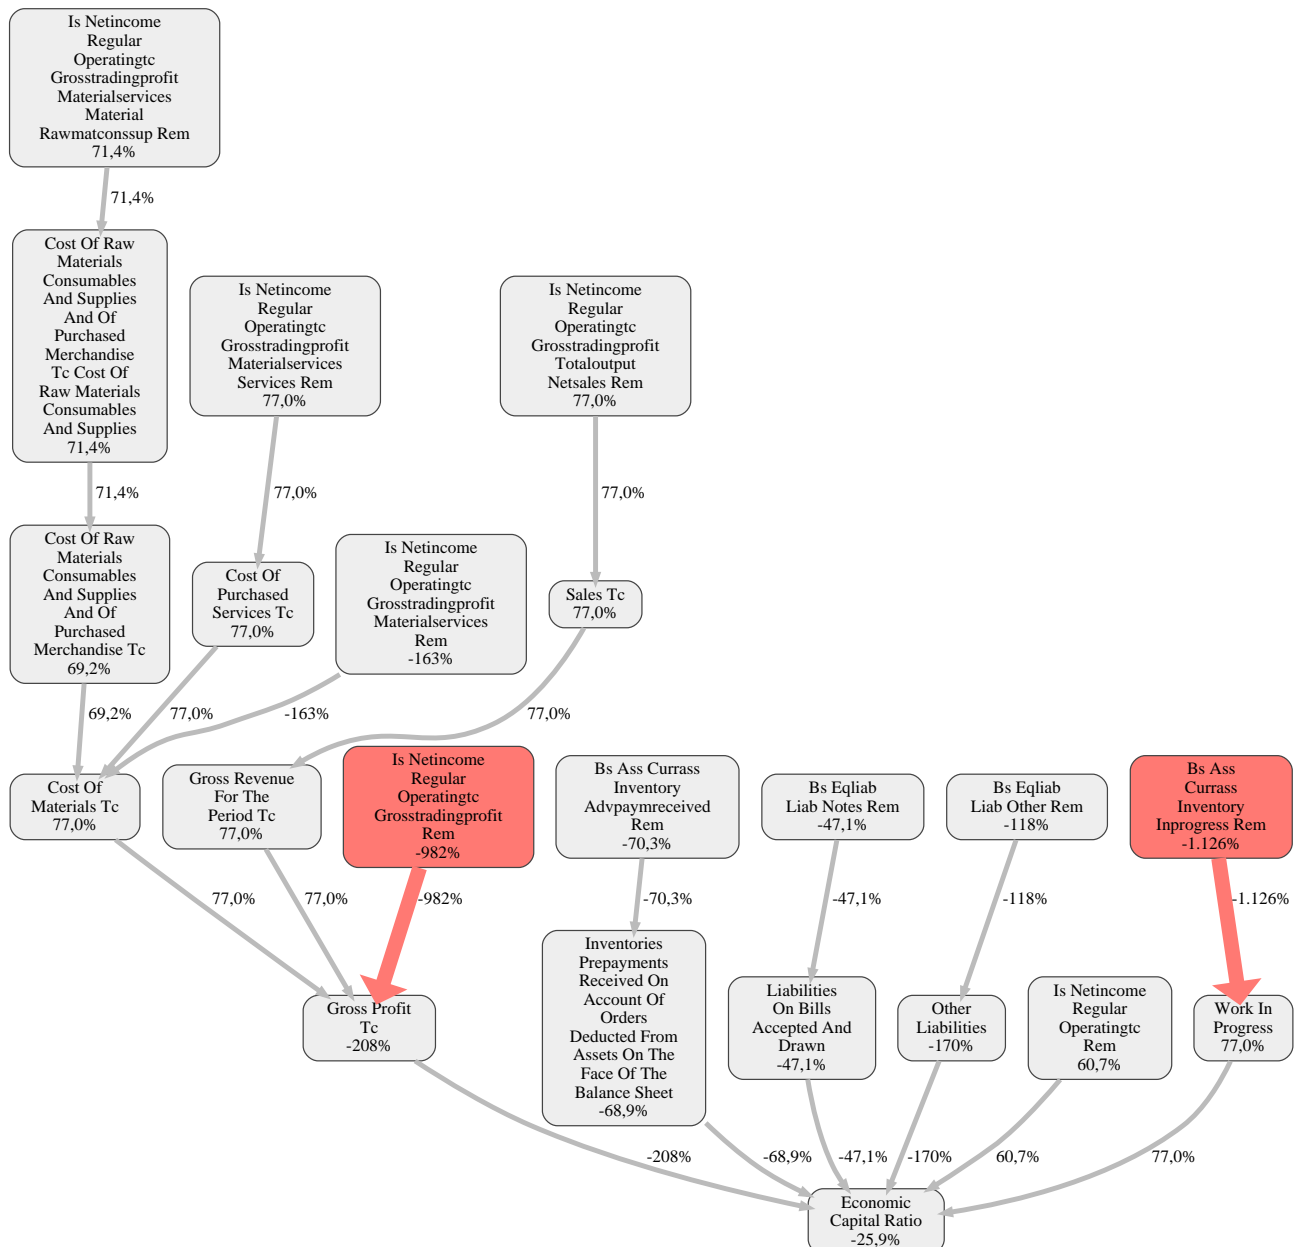 Is Netincome
Regular
Operatingtc
Grosstradingprofit
Materialservices
Material
Rawmatconssup Rem
71,4%
71,4%
Cost Of Raw
Materials
Consumables
And Supplies
And Of
Purchased
Merchandise
Tc Cost Of
Raw Materials
Consumables
And Supplies
71,4%
Is Netincome
Regular
Operatingtc
Grosstradingprofit
Materialservices
Services Rem
77,0%
Is Netincome
Regular
Operatingtc
Grosstradingprofit
Totaloutput
Netsales Rem
77,0%
71,4%
77,0%
77,0%
Cost Of Raw
Materials
Consumables
And Supplies
And Of
Purchased
Merchandise Tc
69,2%
Cost Of
Purchased
Services Tc
77,0%
Is Netincome
Regular
Operatingtc
Grosstradingprofit
Materialservices
Rem
-163%
Sales Tc
77,0%
69,2%
77,0%
-163%
77,0%
Cost Of
Materials Tc
77,0%
Gross Revenue
For The
Period Tc
77,0%
Is Netincome
Regular
Operatingtc
Grosstradingprofit
Rem
-982%
Bs Ass Currass
Inventory
Advpaymreceived
Rem
-70,3%
Bs Eqliab
Liab Notes Rem
-47,1%
Bs Eqliab
Liab Other Rem
-118%
Bs Ass
Currass
Inventory
Inprogress Rem
-1.126%
77,0%
77,0%
-982%
-70,3%
-47,1%
-118%
-1.126%
Gross Profit
Tc
-208%
Inventories
Prepayments
Received On
Account Of
Orders
Deducted From
Assets On The
Face Of The
Balance Sheet
-68,9%
Liabilities
On Bills
Accepted And
Drawn
-47,1%
Other
Liabilities
-170%
Is Netincome
Regular
Operatingtc
Rem
60,7%
Work In
Progress
77,0%
-208%
-68,9%
-47,1%
-170%
60,7%
77,0%
Economic
Capital Ratio
-25,9%